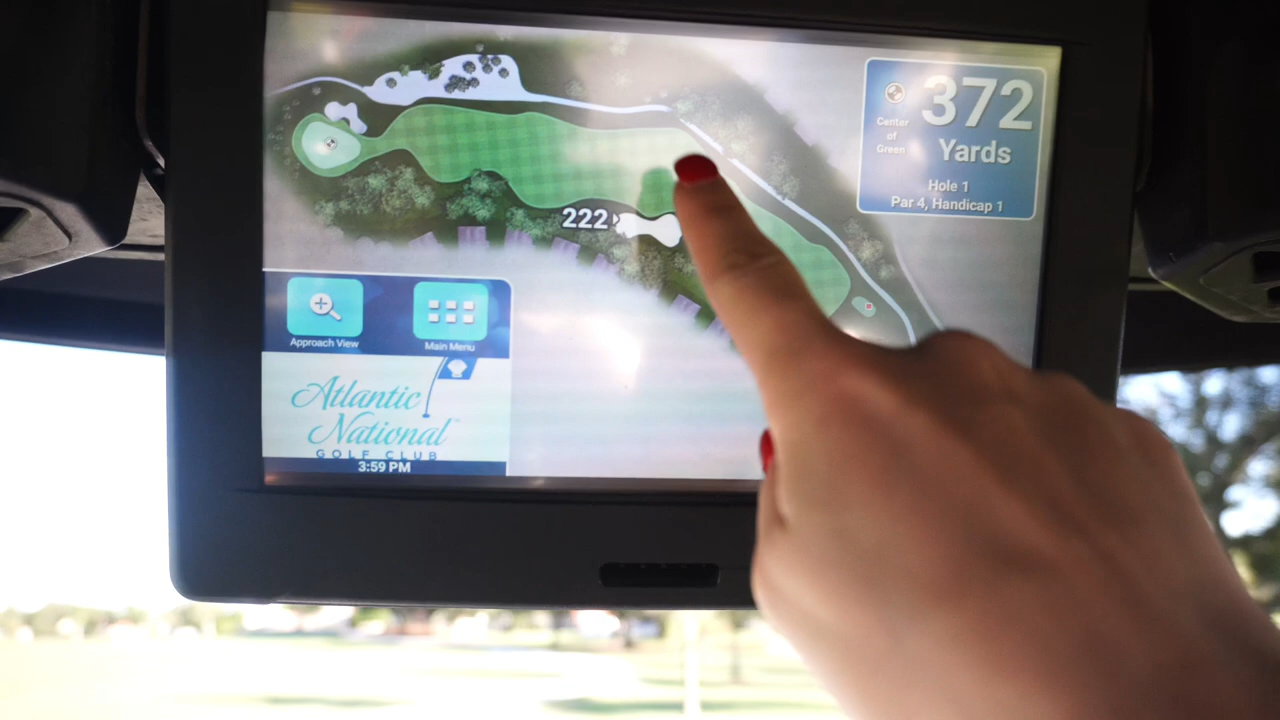 372
Center
of
Green
Yards
Hole 1
Par 4, Handicap 1
222
Approach View
Main Menu
Atlantic
National
GOLF CLUB
3:59 PM